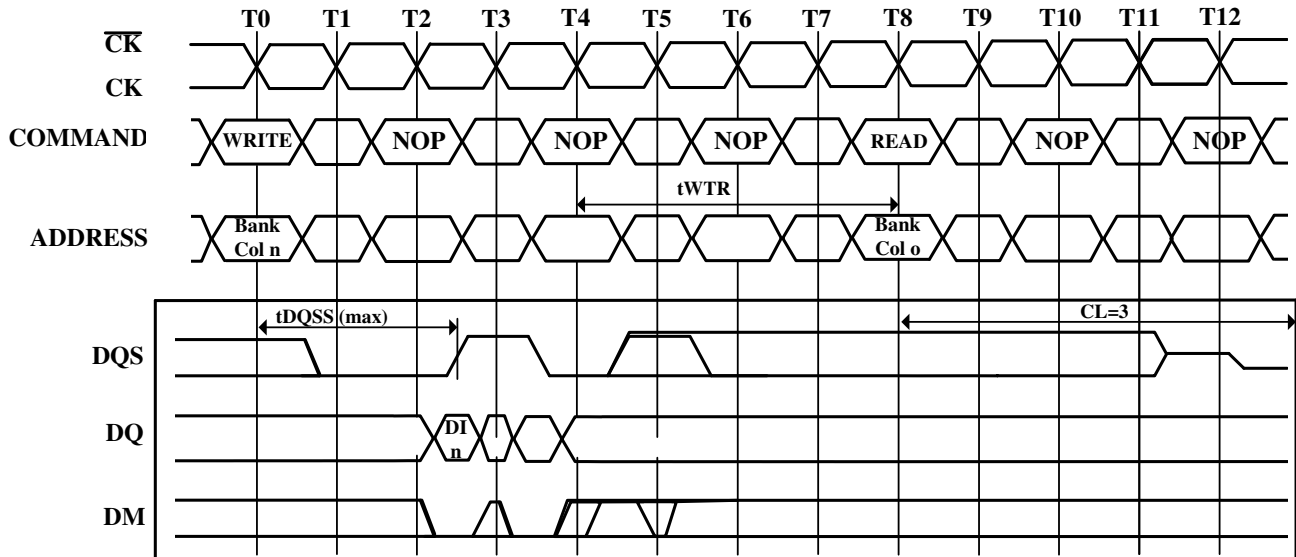 T0 T1 T2 T3 T4 T5 T6 T7 T8 T9 T10 T11 T12
CK
CK
COMMAND WRITE NOP NOP NOP READ NOP NOP
tWTR
ADDRESS Bank Col n Bank Col o
tDQSS (max) CL=3
DQS
DQ DI n
DM